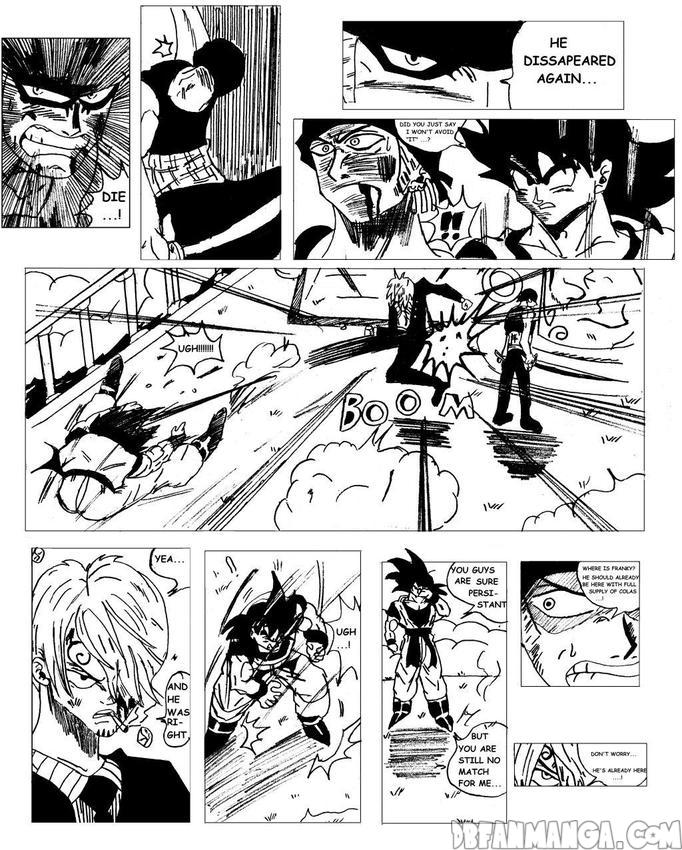 HE
DISSAPEARED
AGAIN...
DIE
...!
DID YOU JUST SAY
I WON'T AVOID
"IT" ...?
!!
UGH!!!!!!!
BOOM
YEA...
AND
HE
WAS
RI-
GHT.
UGH
....!
YOU GUYS
ARE SURE
PERSI-
STANT
BUT
YOU ARE
STILL NO
MATCH
FOR ME...
WHERE IS FRANKY?
HE SHOULD ALREADY
BE HERE WITH FULL
SUPPLY OF COLAS
...!
DON'T WORRY...
HE'S ALREADY HERE
....!
DBFANMANGA.COM